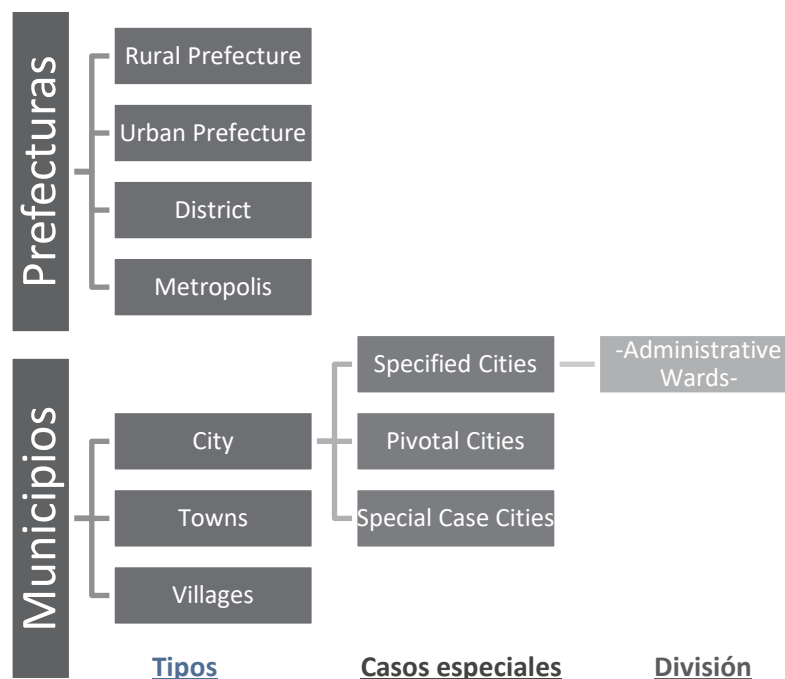 Prefecturas
Rural Prefecture
Urban Prefecture
District
Metropolis
Municipios
City
Towns
Villages
Specified Cities
Pivotal Cities
Special Case Cities
-Administrative
Wards-
Tipos
Casos especiales
División